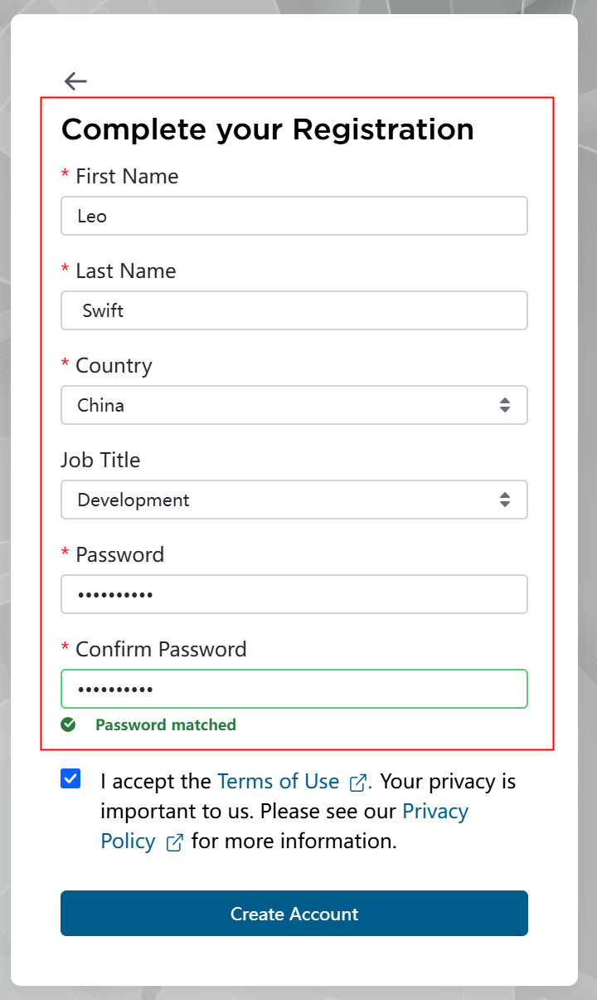 Complete your Registration
* First Name
Leo
* Last Name
Swift
* Country
China
Job Title
Development
* Password
••••••••••
* Confirm Password
••••••••••
Password matched
I accept the Terms of Use . Your privacy is
important to us. Please see our Privacy
Policy for more information.
Create Account